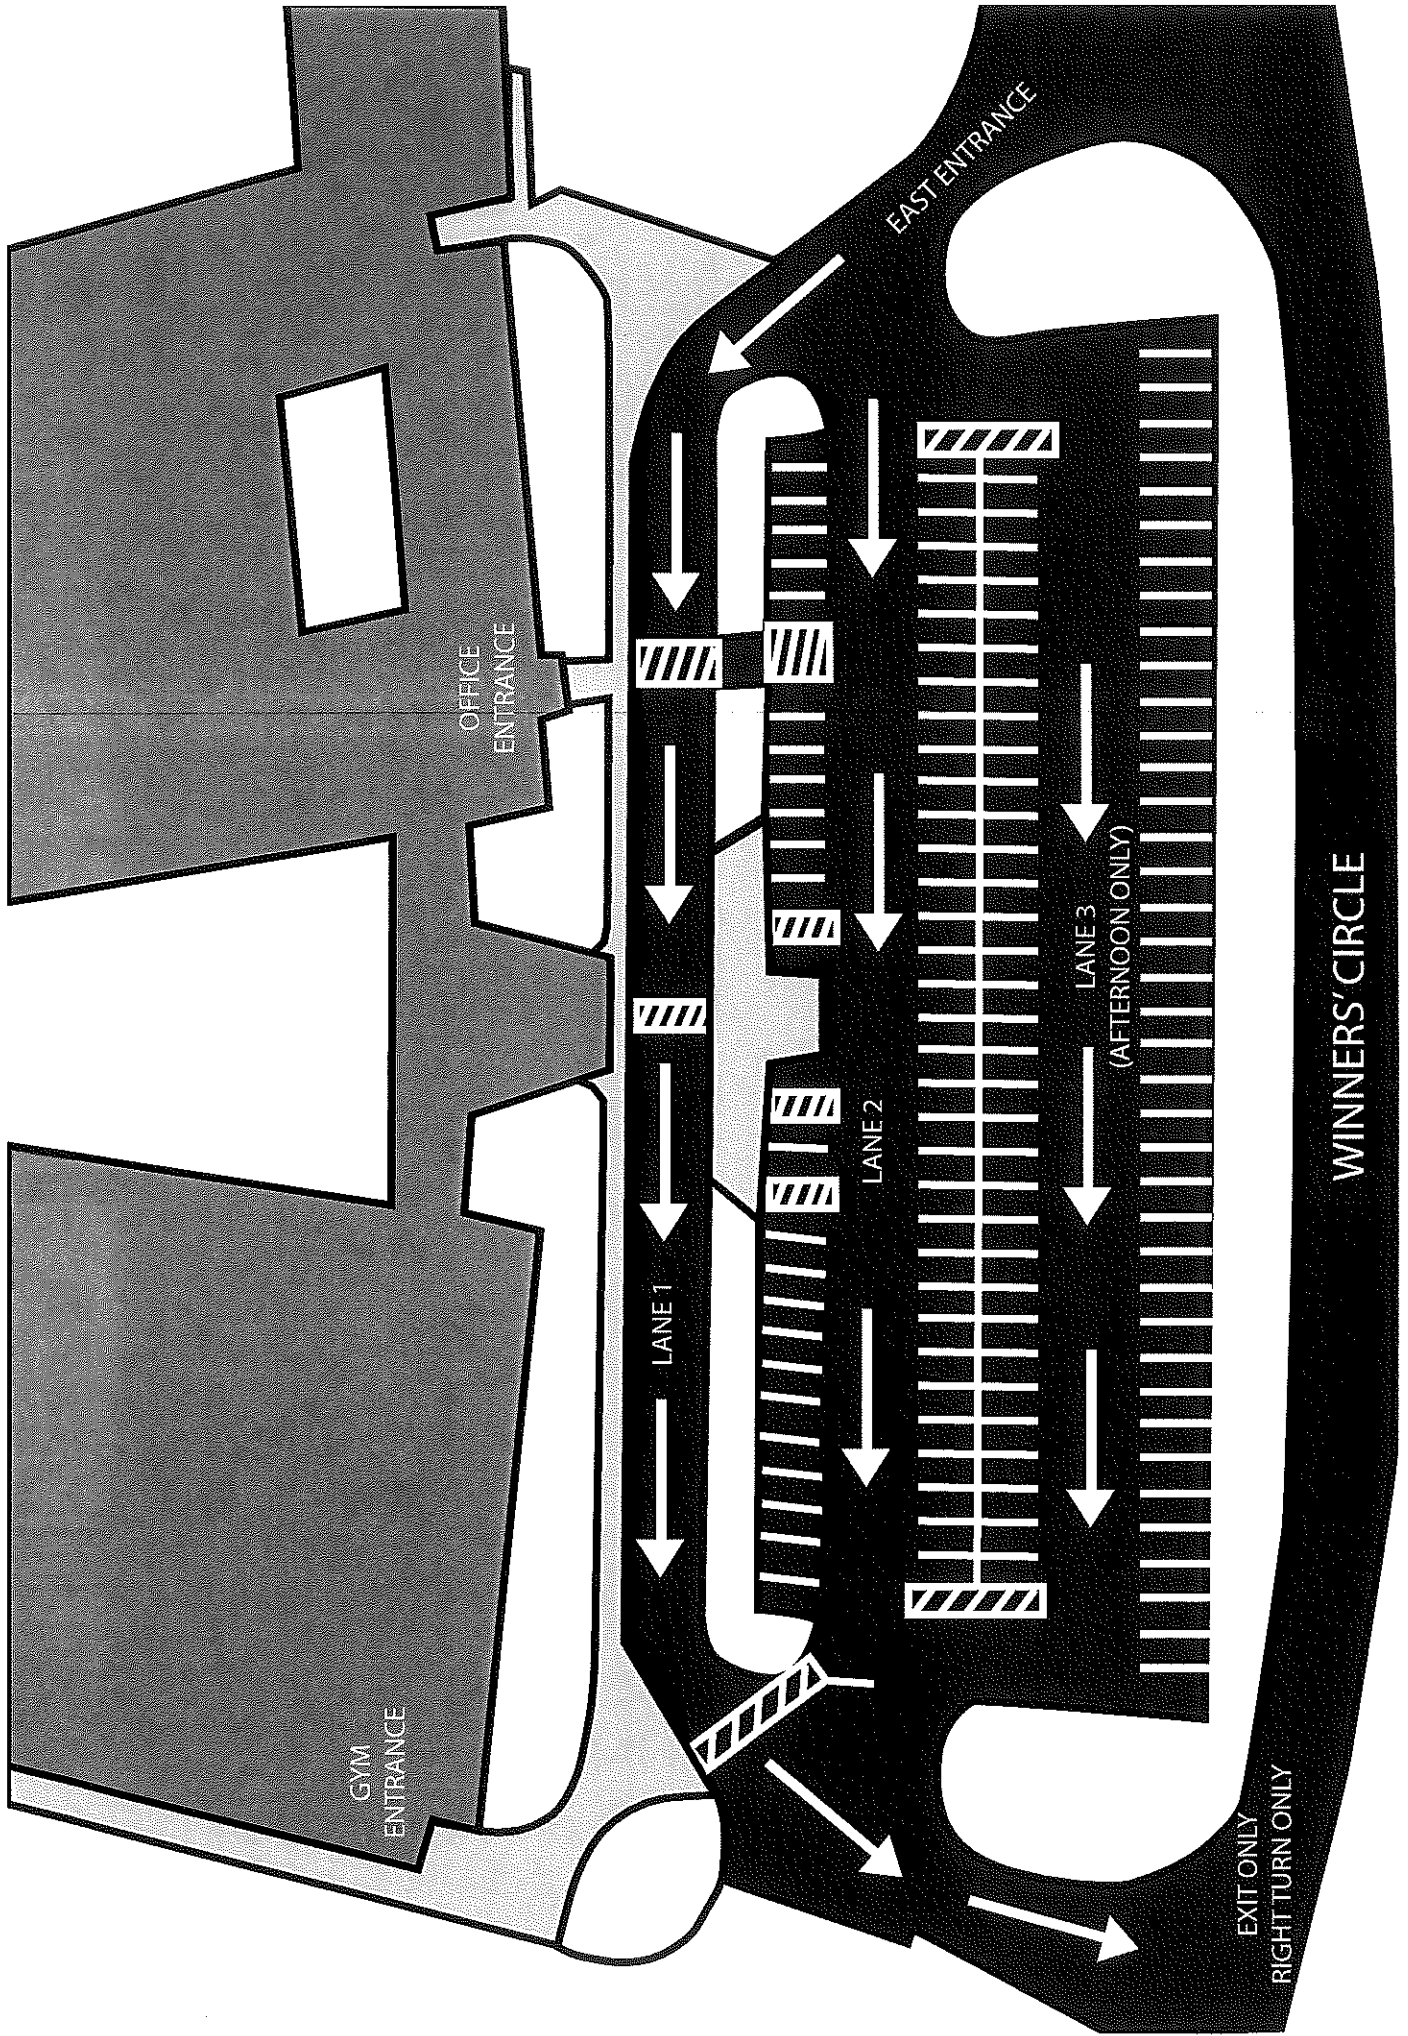 GYM
ENTRANCE
OFFICE
ENTRANCE
EAST ENTRANCE
LANE 1
LANE 2
LANE 3
(AFTERNOON ONLY)
EXIT ONLY
RIGHT TURN ONLY
WINNERS' CIRCLE